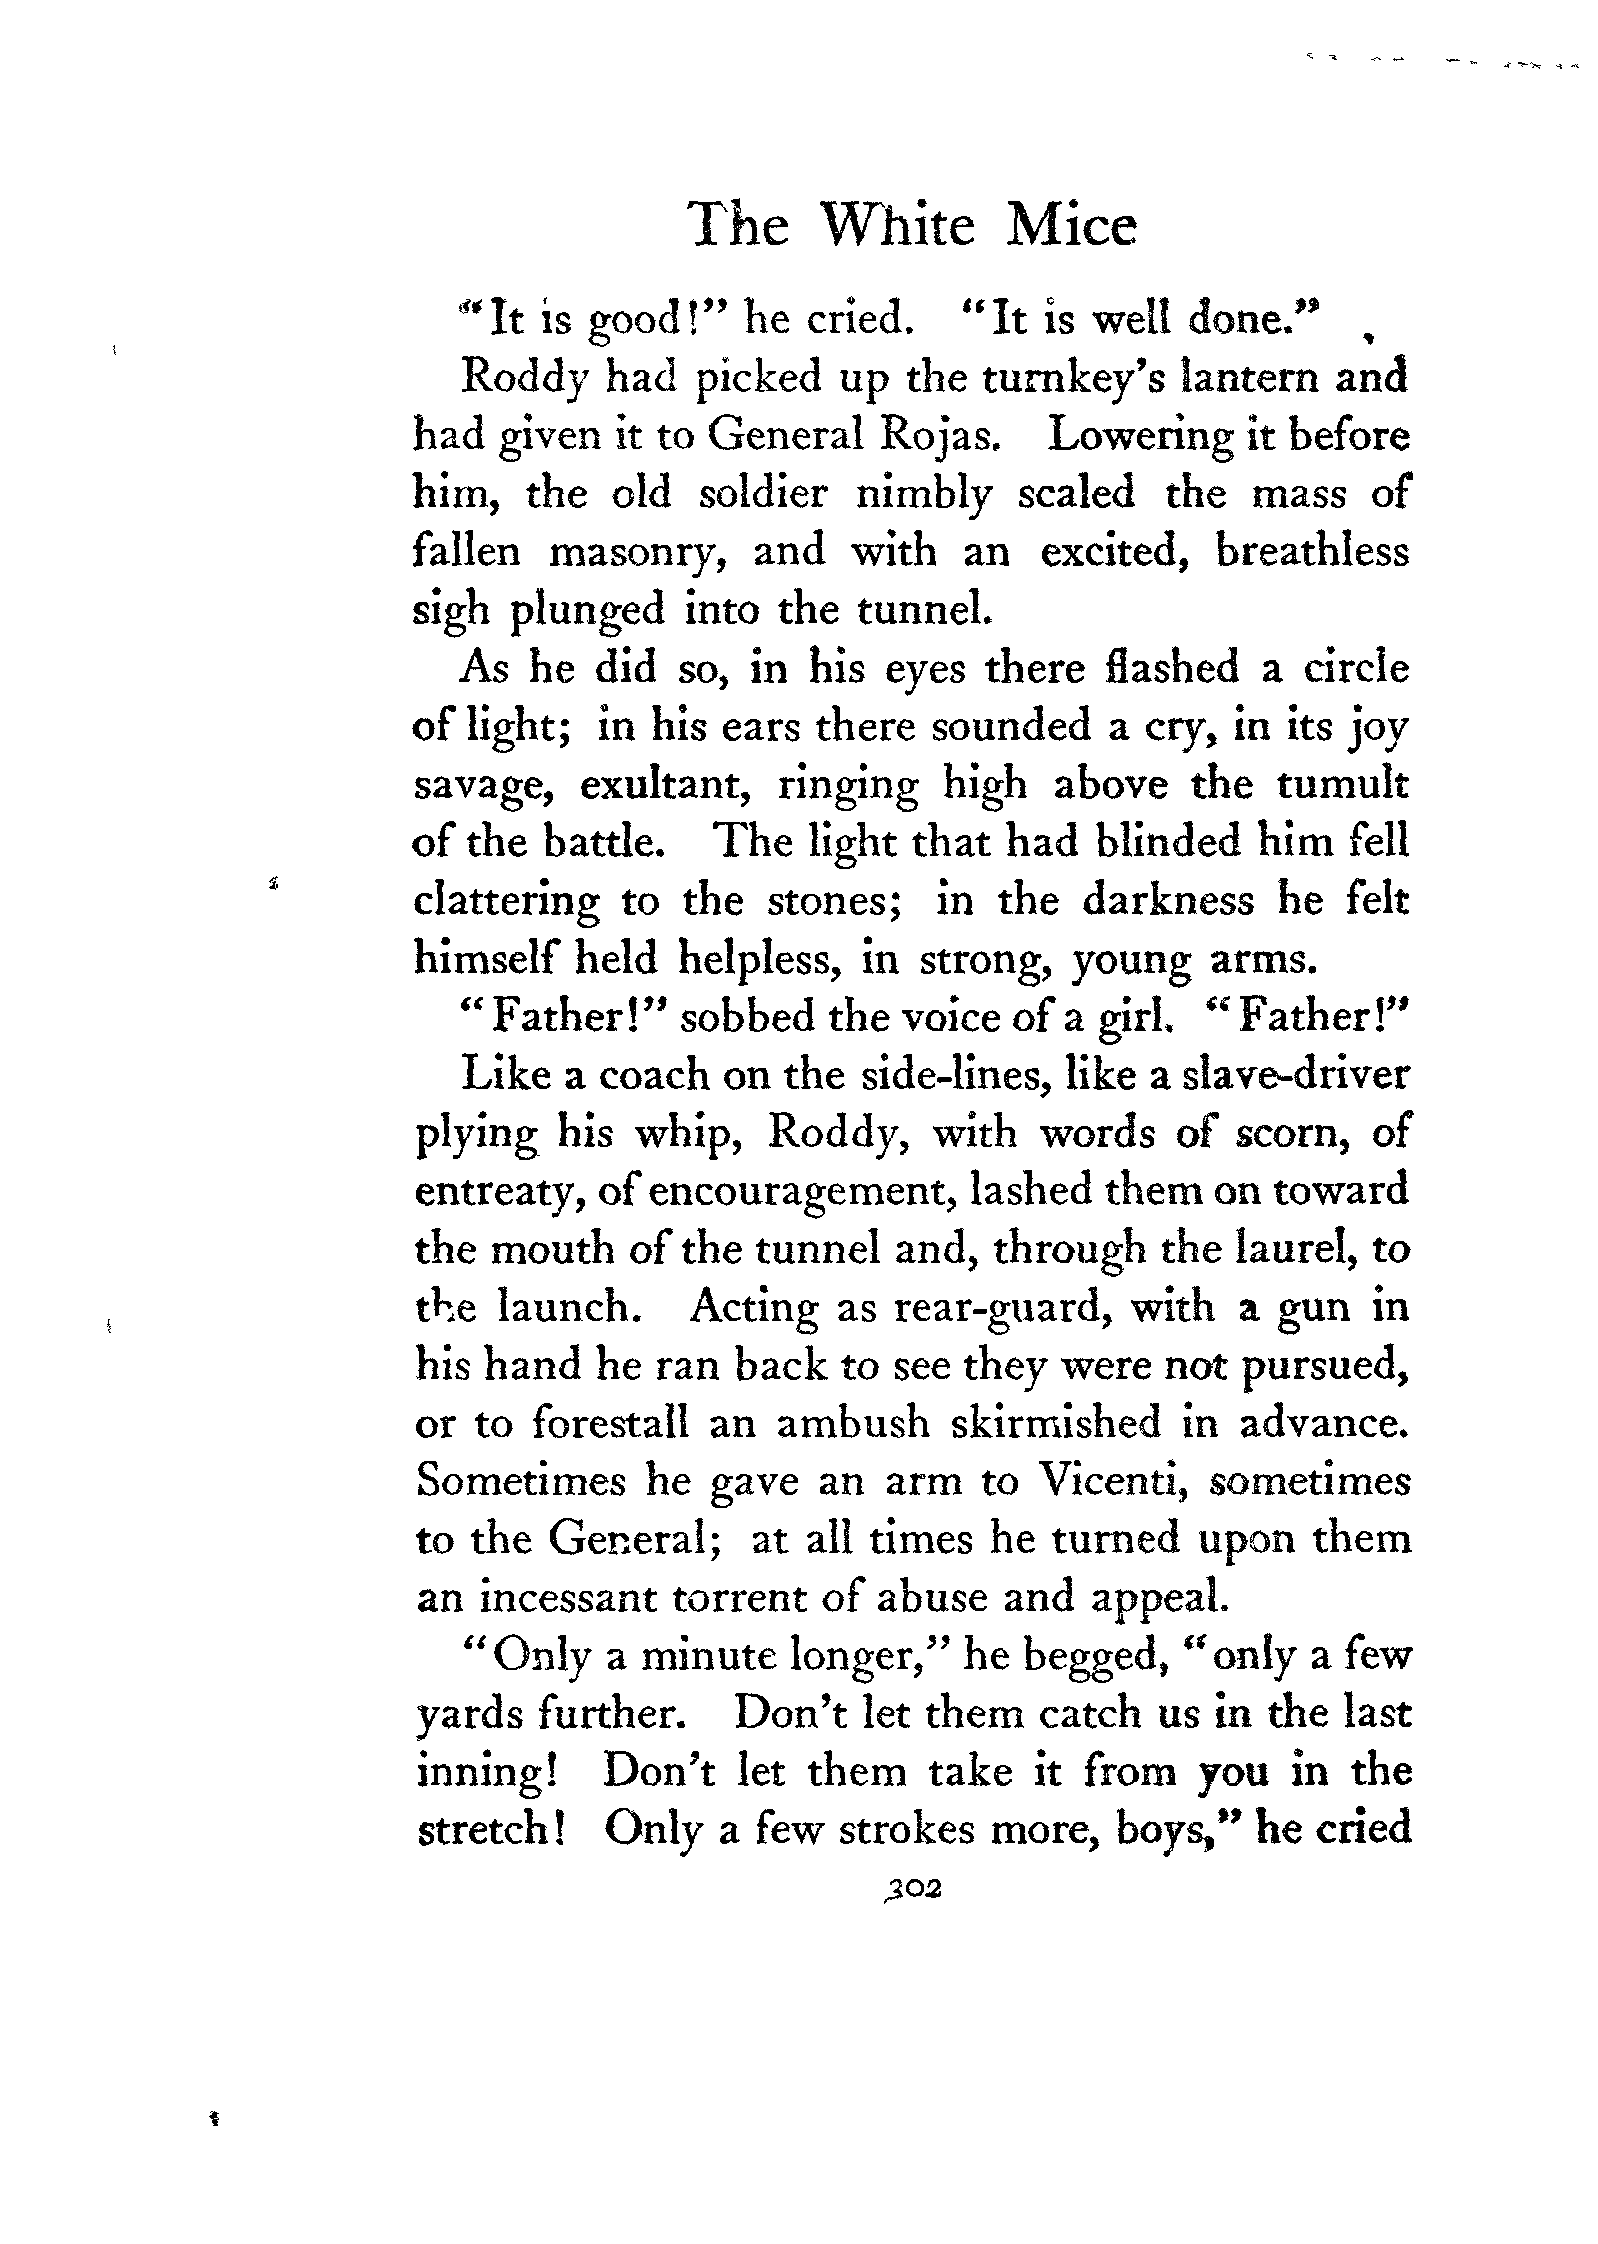 The White Mice
"It is good!" he cried. "It is well done."
Roddy had picked up the turnkey's lantern and
had given it to General Rojas. Lowering it before
him, the old soldier nimbly scaled the mass of
fallen masonry, and with an excited, breathless
sigh plunged into the tunnel.
As he did so, in his eyes there flashed a circle
of light; in his ears there sounded a cry, in its joy
savage, exultant, ringing high above the tumult
of the battle. The light that had blinded him fell
clattering to the stones; in the darkness he felt
himself held helpless, in strong, young arms.
"Father!" sobbed the voice of a girl. "Father!"
Like a coach on the side-lines, like a slave-driver
plying his whip, Roddy, with words of scorn, of
entreaty, of encouragement, lashed them on toward
the mouth of the tunnel and, through the laurel, to
the launch. Acting as rear-guard, with a gun in
his hand he ran back to see they were not pursued,
or to forestall an ambush skirmished in advance.
Sometimes he gave an arm to Vicenti, sometimes
to the General; at all times he turned upon them
an incessant torrent of abuse and appeal.
"Only a minute longer," he begged, "only a few
yards further. Don't let them catch us in the last
inning! Don't let them take it from you in the
stretch! Only a few strokes more, boys," he cried
302